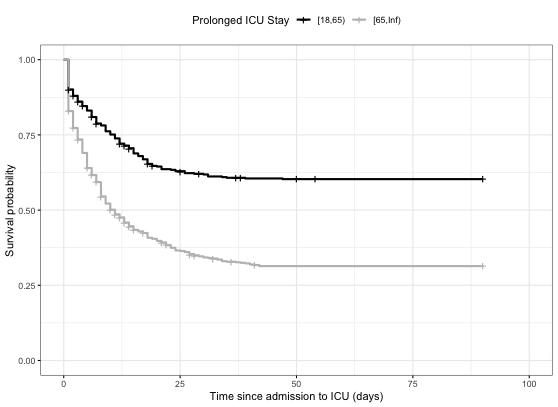 Prolonged ICU Stay [18,65) [65,Inf)
1.00
0.75
0.50
0.25
0.00
Survival probability
0 25 50 75 100
Time since admission to ICU (days)